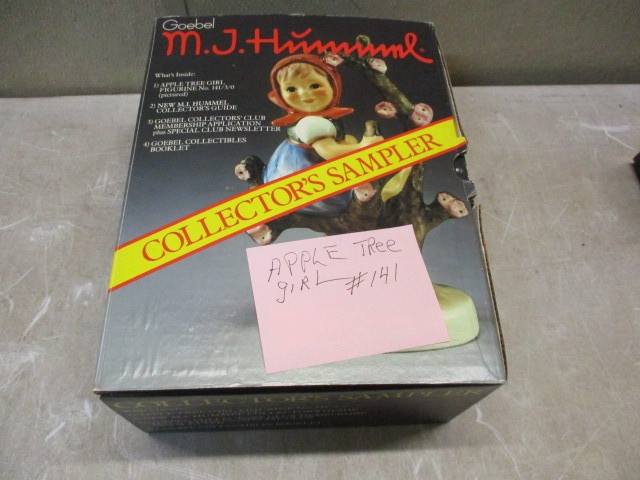 Goebel
M.J. Hummel
What's Inside:
1) APPLE TREE GIRL
FIGURINE No. 141/3/0
(pictured)
2) NEW M.I. HUMMEL
COLLECTOR'S GUIDE
3) GOEBEL COLLECTORS' CLUB
MEMBERSHIP APPLICATION
plus SPECIAL CLUB NEWSLETTER
4) GOEBEL COLLECTIBLES
BOOKLET
COLLECTOR'S SAMPLER
APPLE TREE
GIRL #141
COLLECTOR'S SAMPLER